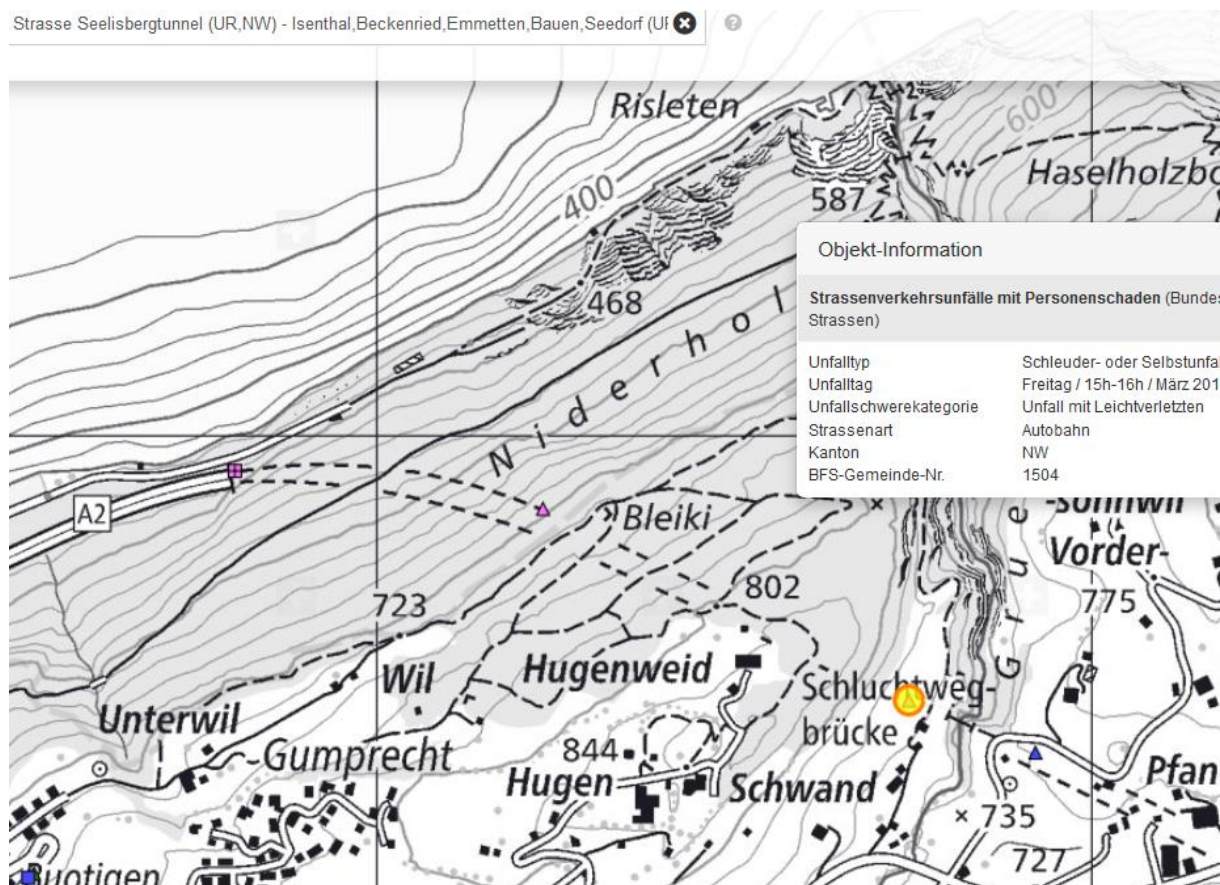 Strasse Seelisbergtunnel (UR,NW) - Isenthal,Beckenried,Emmetten,Bauen,Seedorf (UR
Risleten
600
Haselholzbo
400
587
468
Niderhol
Objekt-Information
Strassenverkehrsunfälle mit Personenschaden (Bundes
Strassen)
Unfalltyp Schleuder- oder Selbstunfal
Unfalltag Freitag / 15h-16h / März 201
Unfallschwerekategorie Unfall mit Leichtverletzten
Strassenart Autobahn
Kanton NW
BFS-Gemeinde-Nr. 1504
A2
Bleiki
Vorder-
723
802
775
Grue
Wil
Hugenweid
Schluchtweg-
brücke
Unterwil
Gumprecht
844
Hugen
Schwand
Pfan
735
727
Buotigen